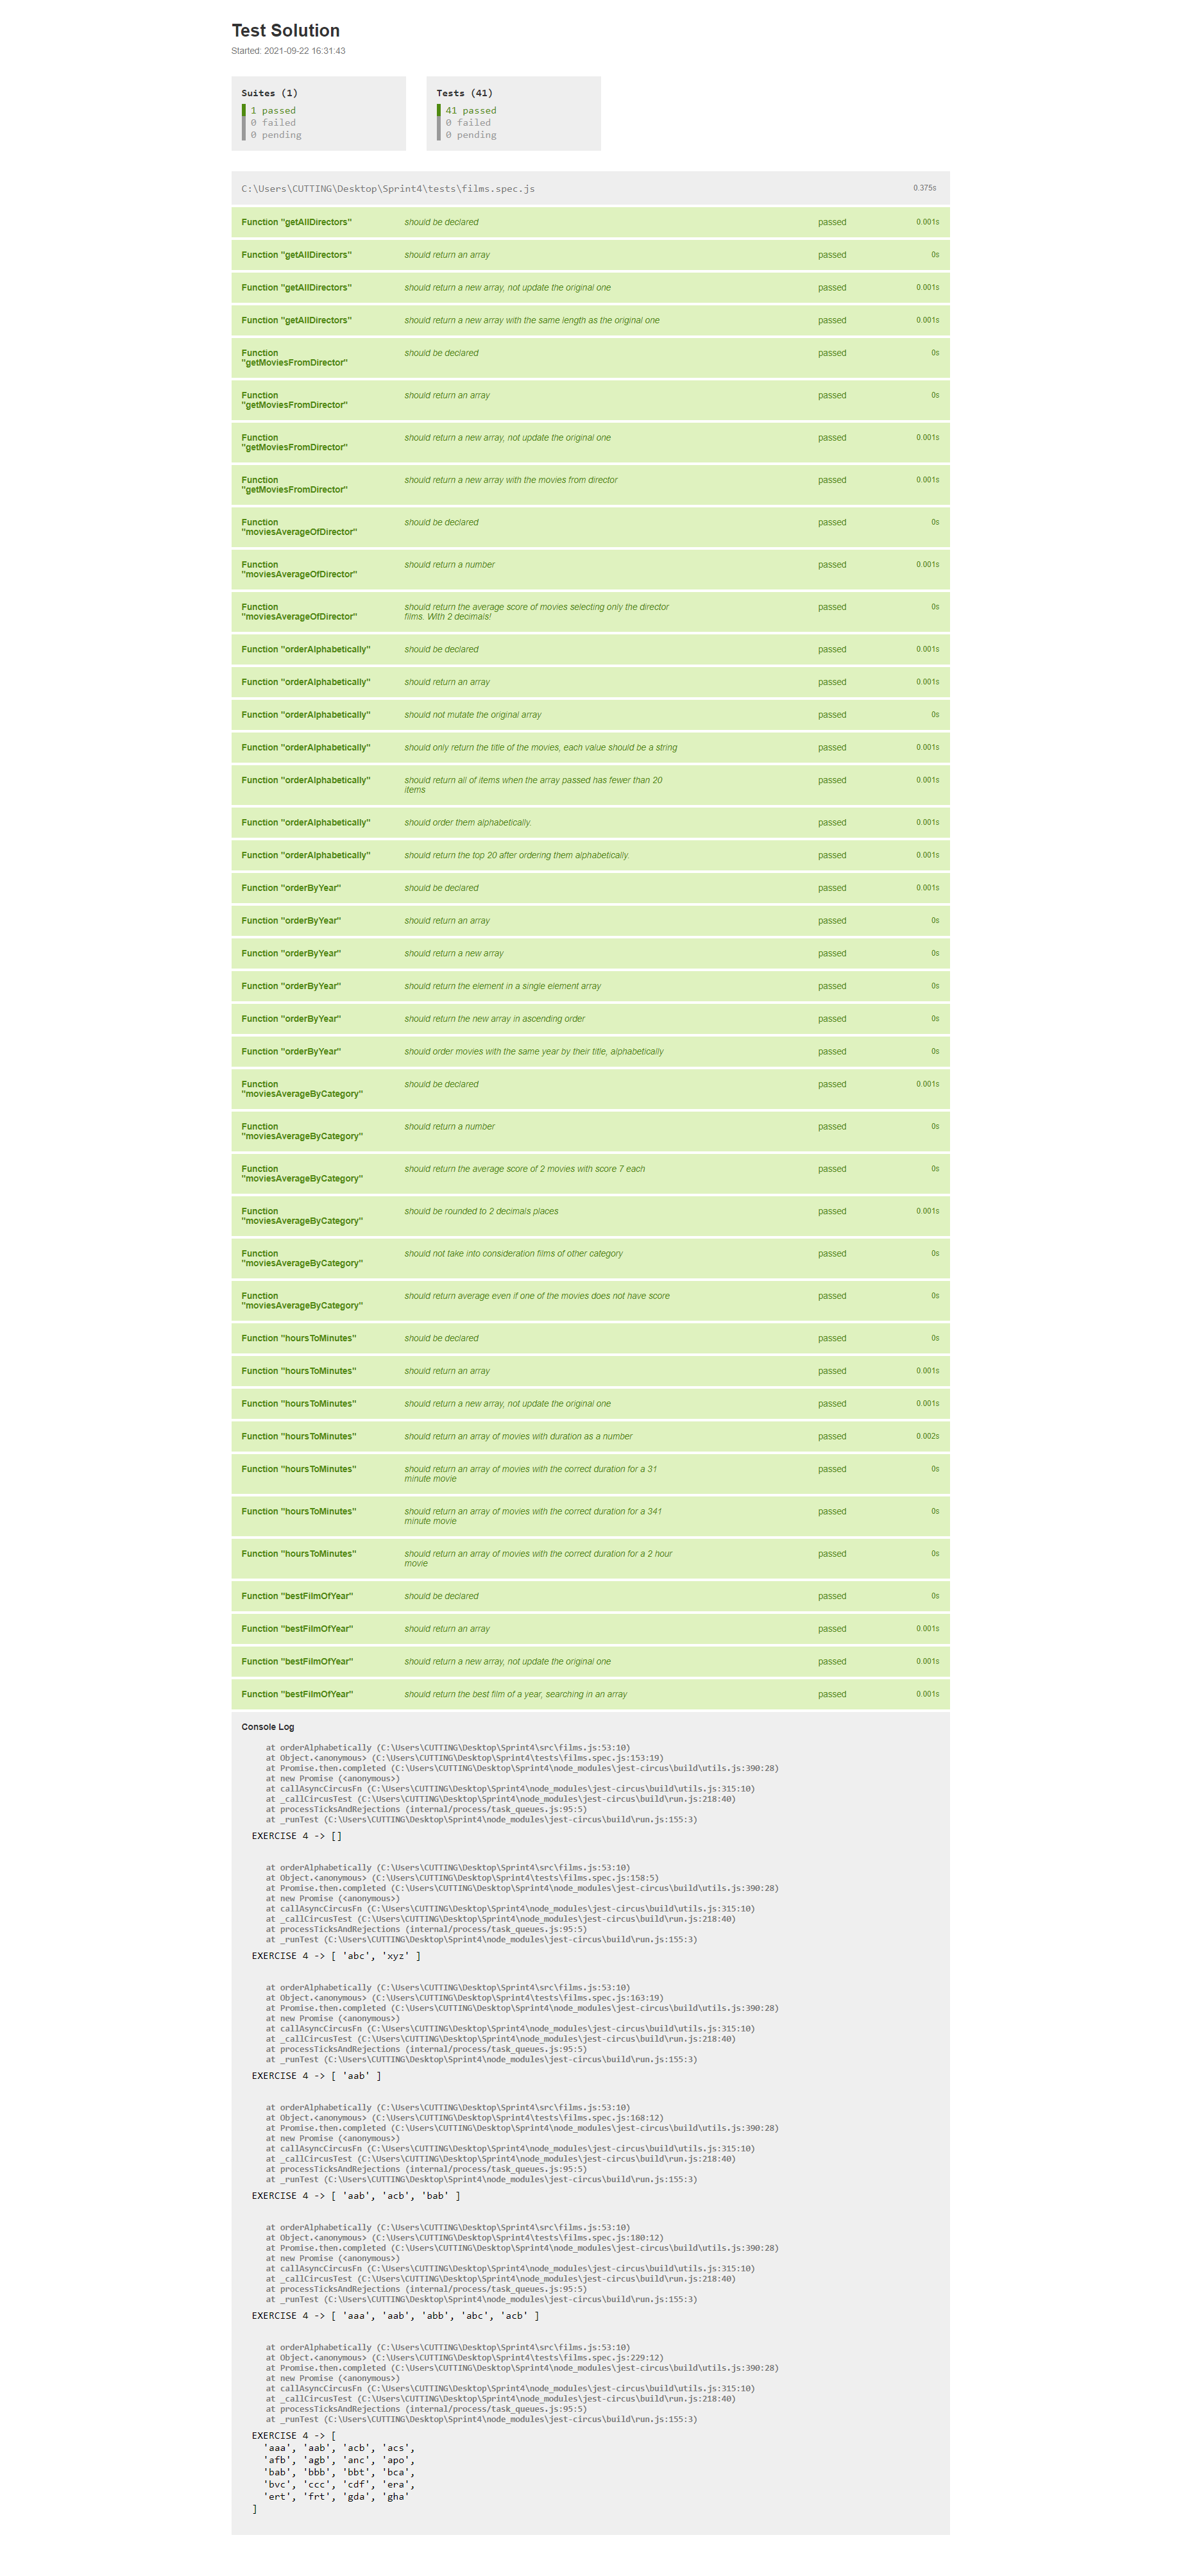 Test Solution
Started: 2021-09-22 16:31:43
Suites (1)
1 passed
0 failed
0 pending
Tests (41)
41 passed
0 failed
0 pending
C:\Users\CUTTING\Desktop\Sprint4\tests\films.spec.js 0.375s
Function "getAllDirectors" should be declared passed 0.001s
Function "getAllDirectors" should return an array passed 0s
Function "getAllDirectors" should return a new array, not update the original one passed 0.001s
Function "getAllDirectors" should return a new array with the same length as the original one passed 0.001s
Function should be declared passed 0s
"getMoviesFromDirector"
Function should return an array passed 0s
"getMoviesFromDirector"
Function should return a new array, not update the original one passed 0.001s
"getMoviesFromDirector"
Function should return a new array with the movies from director passed 0.001s
"getMoviesFromDirector"
Function should be declared passed 0s
"moviesAverageOfDirector"
Function should return a number passed 0.001s
"moviesAverageOfDirector"
Function should return the average score of movies selecting only the director passed 0s
"moviesAverageOfDirector" films. With 2 decimals!
Function "orderAlphabetically" should be declared passed 0.001s
Function "orderAlphabetically" should return an array passed 0.001s
Function "orderAlphabetically" should not mutate the original array passed 0s
Function "orderAlphabetically" should only return the title of the movies, each value should be a string passed 0.001s
Function "orderAlphabetically" should return all of items when the array passed has fewer than 20 passed 0.001s
items
Function "orderAlphabetically" should order them alphabetically. passed 0.001s
Function "orderAlphabetically" should return the top 20 after ordering them alphabetically. passed 0.001s
Function "orderByYear" should be declared passed 0.001s
Function "orderByYear" should return an array passed 0s
Function "orderByYear" should return a new array passed 0s
Function "orderByYear" should return the element in a single element array passed 0s
Function "orderByYear" should return the new array in ascending order passed 0s
Function "orderByYear" should order movies with the same year by their title, alphabetically passed 0s
Function should be declared passed 0.001s
"moviesAverageByCategory"
Function should return a number passed 0s
"moviesAverageByCategory"
Function should return the average score of 2 movies with score 7 each passed 0s
"moviesAverageByCategory"
Function should be rounded to 2 decimals places passed 0.001s
"moviesAverageByCategory"
Function should not take into consideration films of other category passed 0s
"moviesAverageByCategory"
Function should return average even if one of the movies does not have score passed 0s
"moviesAverageByCategory"
Function "hoursToMinutes" should be declared passed 0s
Function "hoursToMinutes" should return an array passed 0.001s
Function "hoursToMinutes" should return a new array, not update the original one passed 0.001s
Function "hoursToMinutes" should return an array of movies with duration as a number passed 0.002s
Function "hoursToMinutes" should return an array of movies with the correct duration for a 31 passed 0s
minute movie
Function "hoursToMinutes" should return an array of movies with the correct duration for a 341 passed 0s
minute movie
Function "hoursToMinutes" should return an array of movies with the correct duration for a 2 hour passed 0s
movie
Function "bestFilmOfYear" should be declared passed 0s
Function "bestFilmOfYear" should return an array passed 0.001s
Function "bestFilmOfYear" should return a new array, not update the original one passed 0.001s
Function "bestFilmOfYear" should return the best film of a year, searching in an array passed 0.001s
Console Log
at orderAlphabetically (C:\Users\CUTTING\Desktop\Sprint4\src\films.js:53:10)
at Object.<anonymous> (C:\Users\CUTTING\Desktop\Sprint4\tests\films.spec.js:153:19)
at Promise.then.completed (C:\Users\CUTTING\Desktop\Sprint4\node_modules\jest-circus\build\utils.js:390:28)
at new Promise (<anonymous>)
at callAsyncCircusFn (C:\Users\CUTTING\Desktop\Sprint4\node_modules\jest-circus\build\utils.js:315:10)
at _callCircusTest (C:\Users\CUTTING\Desktop\Sprint4\node_modules\jest-circus\build\run.js:218:40)
at processTicksAndRejections (internal/process/task_queues.js:95:5)
at _runTest (C:\Users\CUTTING\Desktop\Sprint4\node_modules\jest-circus\build\run.js:155:3)
EXERCISE 4 -> []
at orderAlphabetically (C:\Users\CUTTING\Desktop\Sprint4\src\films.js:53:10)
at Object.<anonymous> (C:\Users\CUTTING\Desktop\Sprint4\tests\films.spec.js:158:5)
at Promise.then.completed (C:\Users\CUTTING\Desktop\Sprint4\node_modules\jest-circus\build\utils.js:390:28)
at new Promise (<anonymous>)
at callAsyncCircusFn (C:\Users\CUTTING\Desktop\Sprint4\node_modules\jest-circus\build\utils.js:315:10)
at _callCircusTest (C:\Users\CUTTING\Desktop\Sprint4\node_modules\jest-circus\build\run.js:218:40)
at processTicksAndRejections (internal/process/task_queues.js:95:5)
at _runTest (C:\Users\CUTTING\Desktop\Sprint4\node_modules\jest-circus\build\run.js:155:3)
EXERCISE 4 -> [ 'abc', 'xyz' ]
at orderAlphabetically (C:\Users\CUTTING\Desktop\Sprint4\src\films.js:53:10)
at Object.<anonymous> (C:\Users\CUTTING\Desktop\Sprint4\tests\films.spec.js:163:19)
at Promise.then.completed (C:\Users\CUTTING\Desktop\Sprint4\node_modules\jest-circus\build\utils.js:390:28)
at new Promise (<anonymous>)
at callAsyncCircusFn (C:\Users\CUTTING\Desktop\Sprint4\node_modules\jest-circus\build\utils.js:315:10)
at _callCircusTest (C:\Users\CUTTING\Desktop\Sprint4\node_modules\jest-circus\build\run.js:218:40)
at processTicksAndRejections (internal/process/task_queues.js:95:5)
at _runTest (C:\Users\CUTTING\Desktop\Sprint4\node_modules\jest-circus\build\run.js:155:3)
EXERCISE 4 -> [ 'aab' ]
at orderAlphabetically (C:\Users\CUTTING\Desktop\Sprint4\src\films.js:53:10)
at Object.<anonymous> (C:\Users\CUTTING\Desktop\Sprint4\tests\films.spec.js:168:12)
at Promise.then.completed (C:\Users\CUTTING\Desktop\Sprint4\node_modules\jest-circus\build\utils.js:390:28)
at new Promise (<anonymous>)
at callAsyncCircusFn (C:\Users\CUTTING\Desktop\Sprint4\node_modules\jest-circus\build\utils.js:315:10)
at _callCircusTest (C:\Users\CUTTING\Desktop\Sprint4\node_modules\jest-circus\build\run.js:218:40)
at processTicksAndRejections (internal/process/task_queues.js:95:5)
at _runTest (C:\Users\CUTTING\Desktop\Sprint4\node_modules\jest-circus\build\run.js:155:3)
EXERCISE 4 -> [ 'aab', 'acb', 'bab' ]
at orderAlphabetically (C:\Users\CUTTING\Desktop\Sprint4\src\films.js:53:10)
at Object.<anonymous> (C:\Users\CUTTING\Desktop\Sprint4\tests\films.spec.js:180:12)
at Promise.then.completed (C:\Users\CUTTING\Desktop\Sprint4\node_modules\jest-circus\build\utils.js:390:28)
at new Promise (<anonymous>)
at callAsyncCircusFn (C:\Users\CUTTING\Desktop\Sprint4\node_modules\jest-circus\build\utils.js:315:10)
at _callCircusTest (C:\Users\CUTTING\Desktop\Sprint4\node_modules\jest-circus\build\run.js:218:40)
at processTicksAndRejections (internal/process/task_queues.js:95:5)
at _runTest (C:\Users\CUTTING\Desktop\Sprint4\node_modules\jest-circus\build\run.js:155:3)
EXERCISE 4 -> [ 'aaa', 'aab', 'abb', 'abc', 'acb' ]
at orderAlphabetically (C:\Users\CUTTING\Desktop\Sprint4\src\films.js:53:10)
at Object.<anonymous> (C:\Users\CUTTING\Desktop\Sprint4\tests\films.spec.js:229:12)
at Promise.then.completed (C:\Users\CUTTING\Desktop\Sprint4\node_modules\jest-circus\build\utils.js:390:28)
at new Promise (<anonymous>)
at callAsyncCircusFn (C:\Users\CUTTING\Desktop\Sprint4\node_modules\jest-circus\build\utils.js:315:10)
at _callCircusTest (C:\Users\CUTTING\Desktop\Sprint4\node_modules\jest-circus\build\run.js:218:40)
at processTicksAndRejections (internal/process/task_queues.js:95:5)
at _runTest (C:\Users\CUTTING\Desktop\Sprint4\node_modules\jest-circus\build\run.js:155:3)
EXERCISE 4 -> [
'aaa', 'aab', 'acb', 'acs',
'afb', 'agb', 'anc', 'apo',
'bab', 'bbb', 'bbt', 'bca',
'bvc', 'ccc', 'cdf', 'era',
'ert', 'frt', 'gda', 'gha'
]